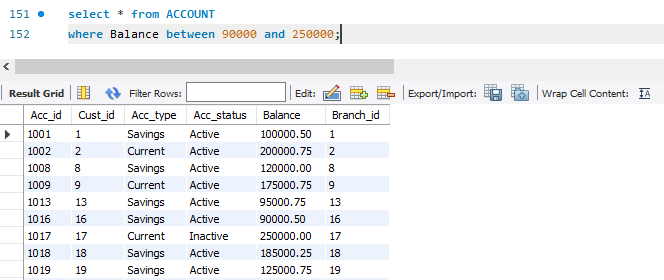 151 select * from ACCOUNT
152 where Balance between 90000 and 250000;
Result Grid Filter Rows: Edit: Export/Import: Wrap Cell Content:
Acc_id Cust_id Acc_type Acc_status Balance Branch_id
1001 1 Savings Active 100000.50 1
1002 2 Current Active 200000.75 2
1008 8 Savings Active 120000.00 8
1009 9 Current Active 175000.75 9
1013 13 Savings Active 95000.75 13
1016 16 Savings Active 90000.50 16
1017 17 Current Inactive 250000.00 17
1018 18 Savings Active 185000.25 18
1019 19 Savings Active 125000.75 19